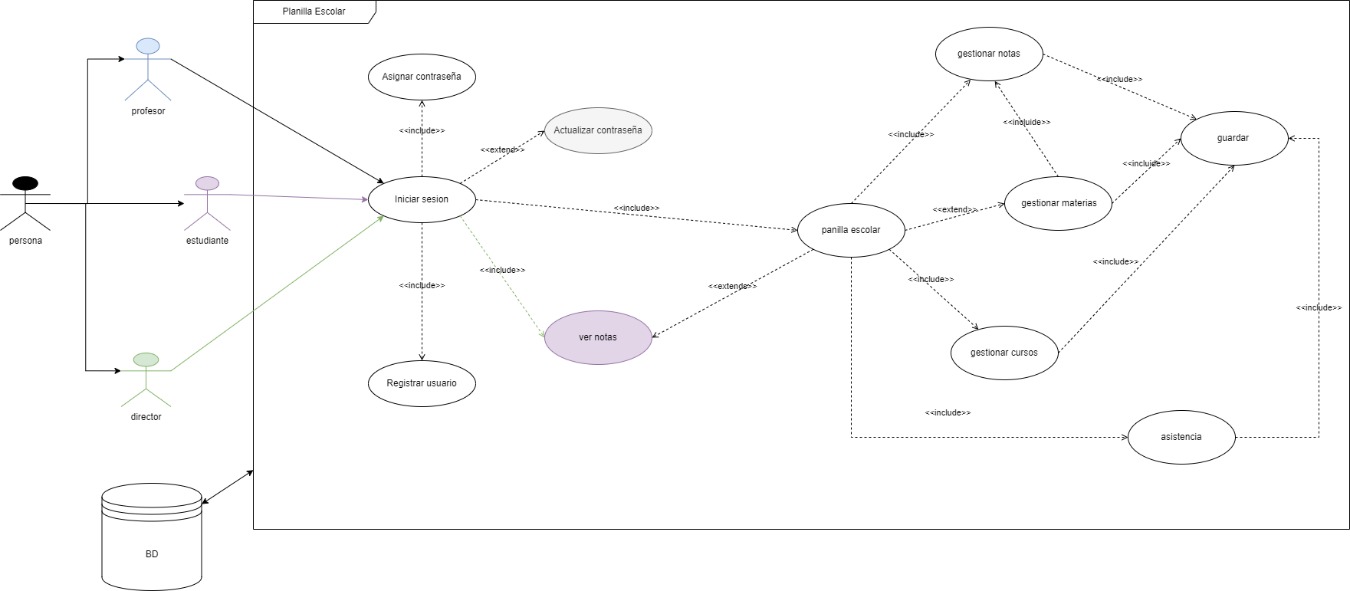 Planilla Escolar
profesor
persona
estudiante
director
BD
Asignar contraseña
<<include>>
Actualizar contraseña
<<extend>>
Iniciar sesion
<<include>>
<<include>>
<<include>>
Registrar usuario
ver notas
<<extends>>
panilla escolar
<<include>>
gestionar notas
<<include>>
<<incluide>>
guardar
<<incluide>>
<<extend>>
gestionar materias
<<include>>
<<include>>
gestionar cursos
<<include>>
<<include>>
asistencia